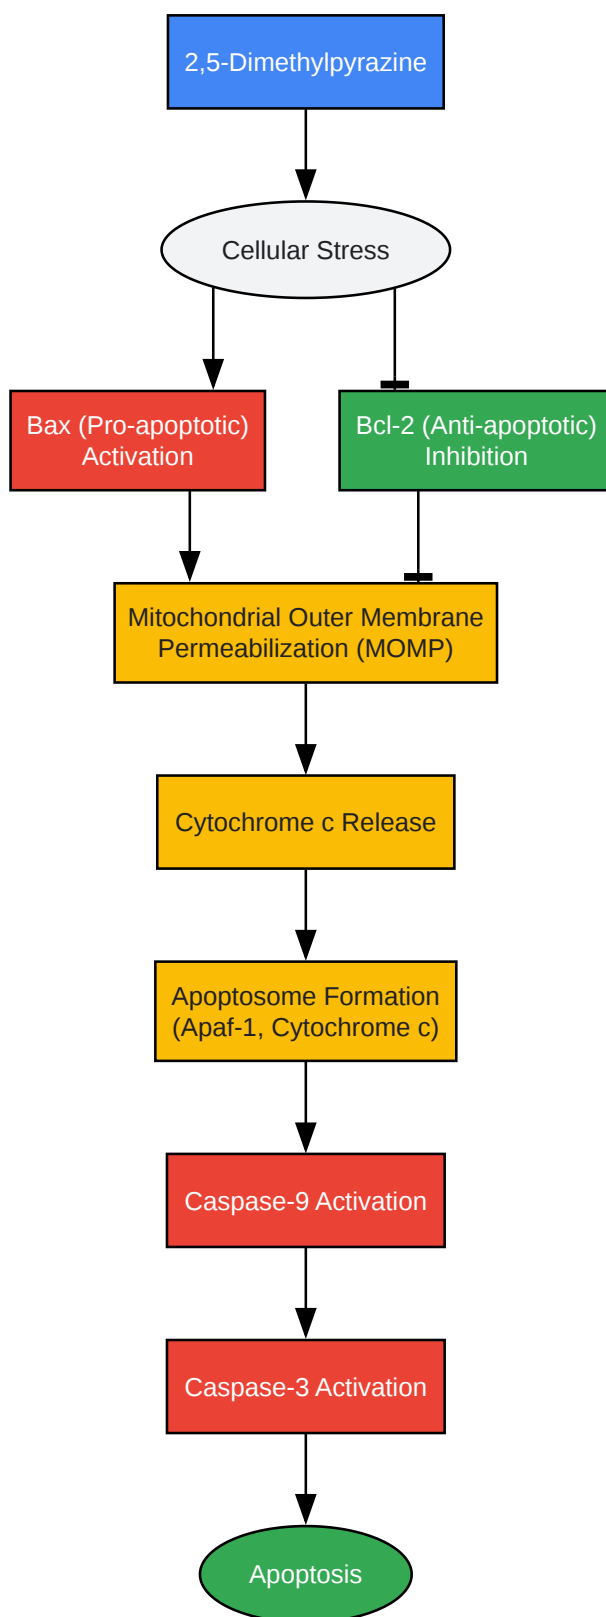 2,5-Dimethylpyrazine
Cellular Stress
Bax (Pro-apoptotic)
Activation
Bcl-2 (Anti-apoptotic)
Inhibition
Mitochondrial Outer Membrane
Permeabilization (MOMP)
Cytochrome c Release
Apoptosome Formation
(Apaf-1, Cytochrome c)
Caspase-9 Activation
Caspase-3 Activation
Apoptosis